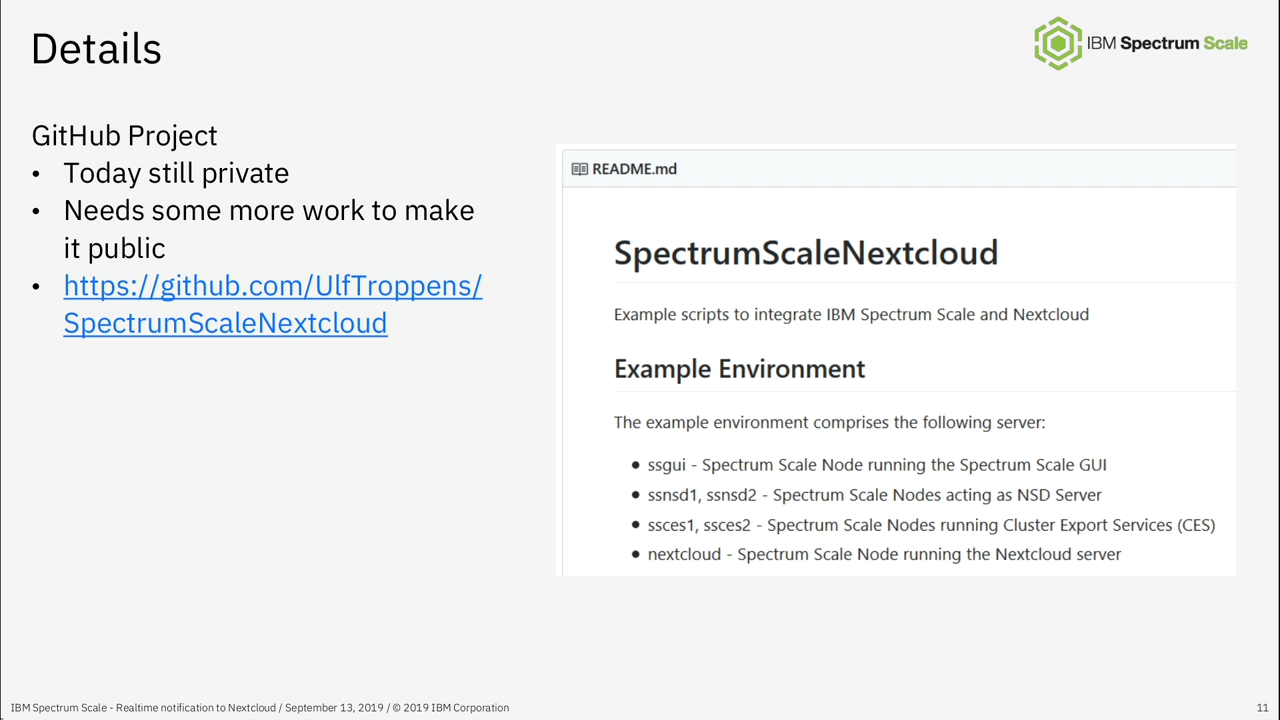 Details
IBM Spectrum Scale
GitHub Project
• Today still private
• Needs some more work to make
it public
• https://github.com/UlfTroppens/
SpectrumScaleNextcloud
README.md
SpectrumScaleNextcloud
Example scripts to integrate IBM Spectrum Scale and Nextcloud
Example Environment
The example environment comprises the following server:
• ssgui - Spectrum Scale Node running the Spectrum Scale GUI
• ssnsd1, ssnsd2 - Spectrum Scale Nodes acting as NSD Server
• ssces1, ssces2 - Spectrum Scale Nodes running Cluster Export Services (CES)
• nextcloud - Spectrum Scale Node running the Nextcloud server
IBM Spectrum Scale - Realtime notification to Nextcloud / September 13, 2019 / © 2019 IBM Corporation
11